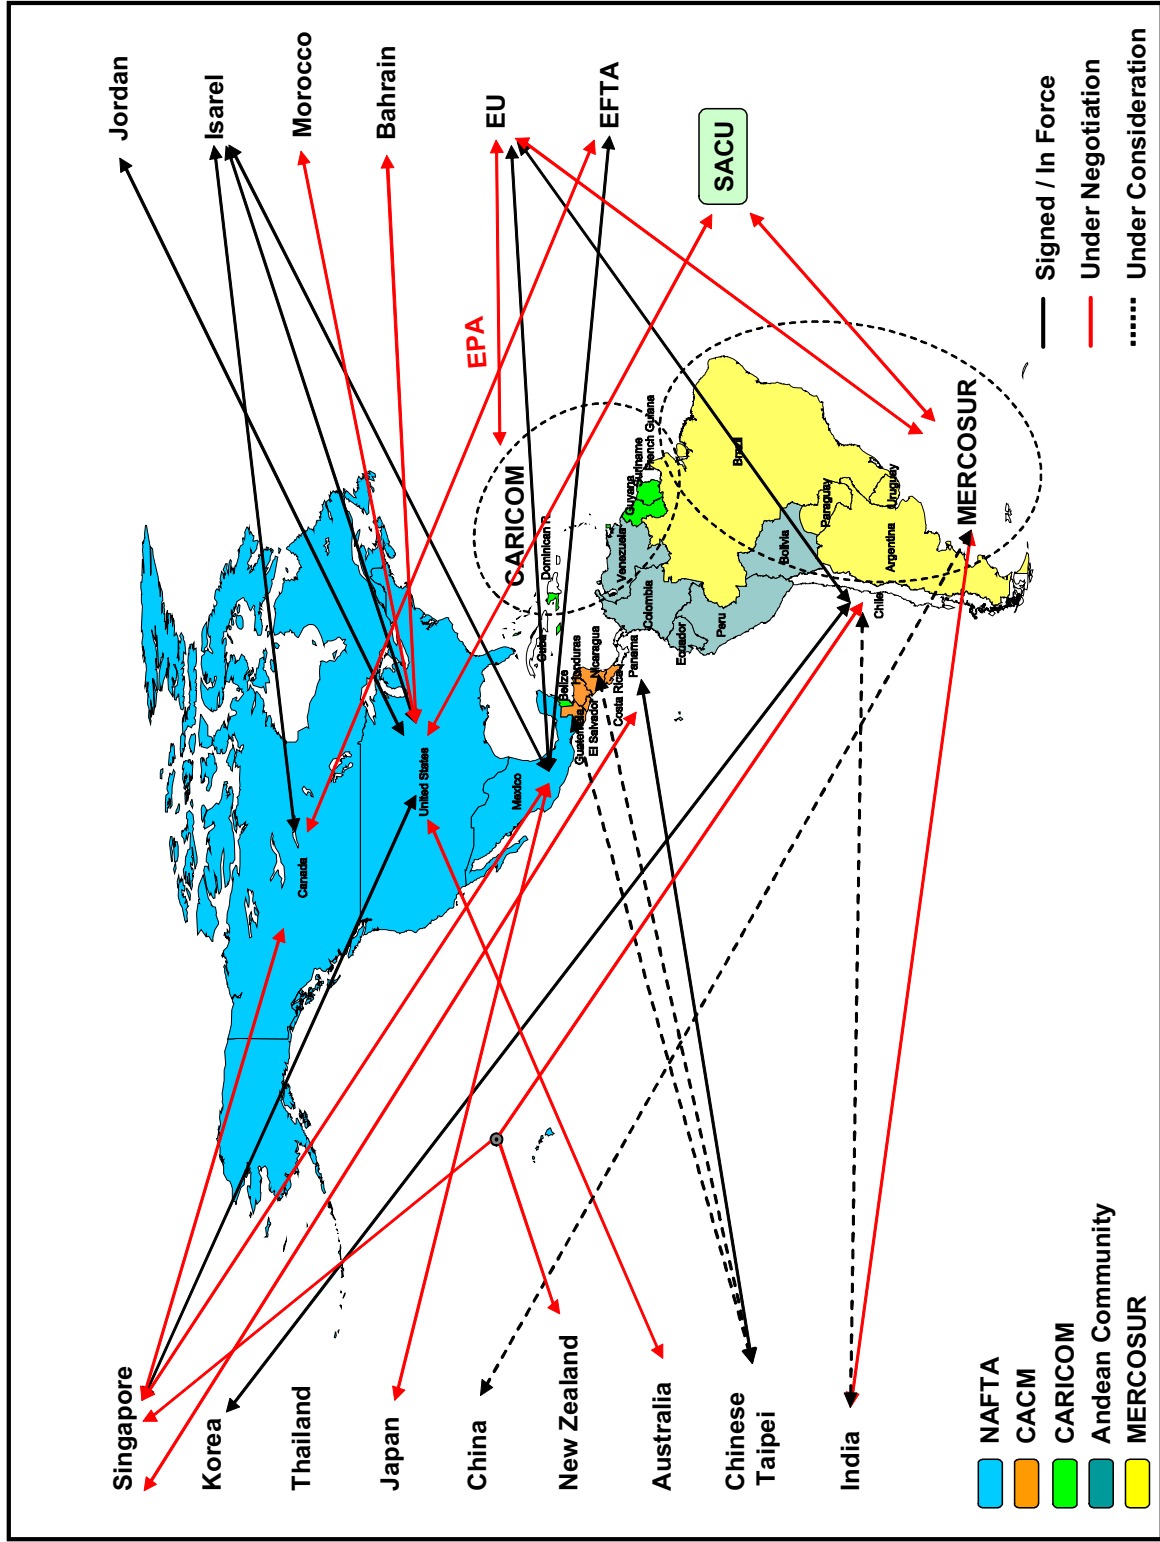 Singapore
Korea
Thailand
Japan
China
New Zealand
Australia
Chinese
Taipei
India
Jordan
Isarel
Morocco
Bahrain
EU
EFTA
EPA
SACU
CARICOM
MERCOSUR
Canada
United States
Mexico
Cuba
Dominican R.
Belize
Honduras
Guatemala
El Salvador
Nicaragua
Costa Rica
Panama
Venezuela
Colombia
Guyana
Suriname
French Guiana
Ecuador
Peru
Brazil
Bolivia
Paraguay
Uruguay
Argentina
Chile
NAFTA
CACM
CARICOM
Andean Community
MERCOSUR
Signed / In Force
Under Negotiation
Under Consideration